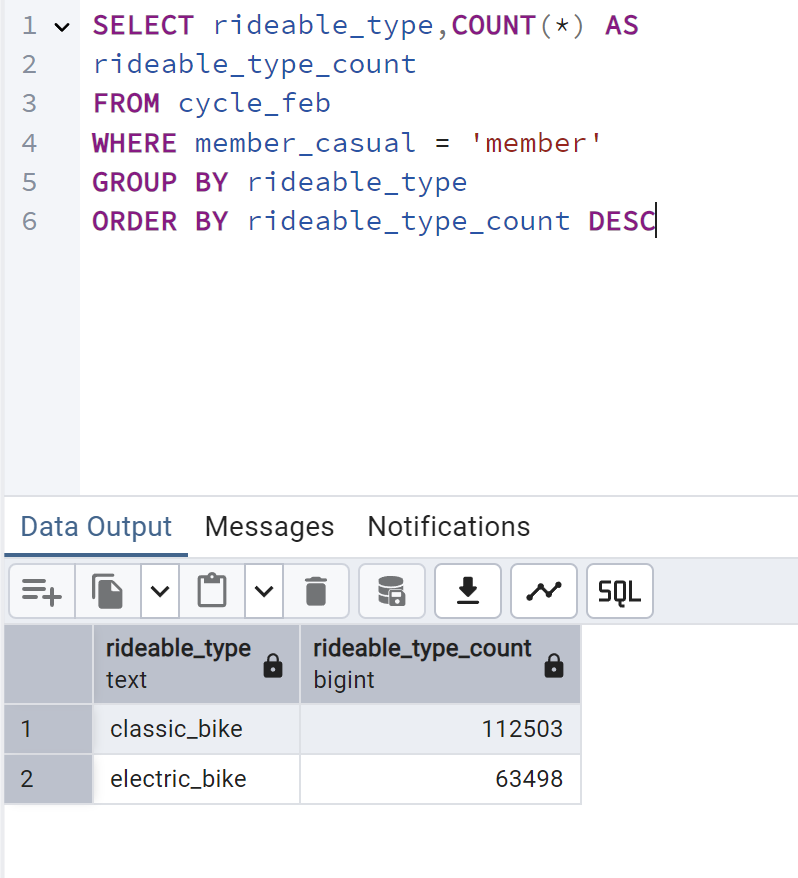 1 SELECT rideable_type,COUNT(*) AS
2 rideable_type_count
3 FROM cycle_feb
4 WHERE member_casual = 'member'
5 GROUP BY rideable_type
6 ORDER BY rideable_type_count DESC
Data Output Messages Notifications
SQL
rideable_type rideable_type_count
text bigint
1 classic_bike 112503
2 electric_bike 63498